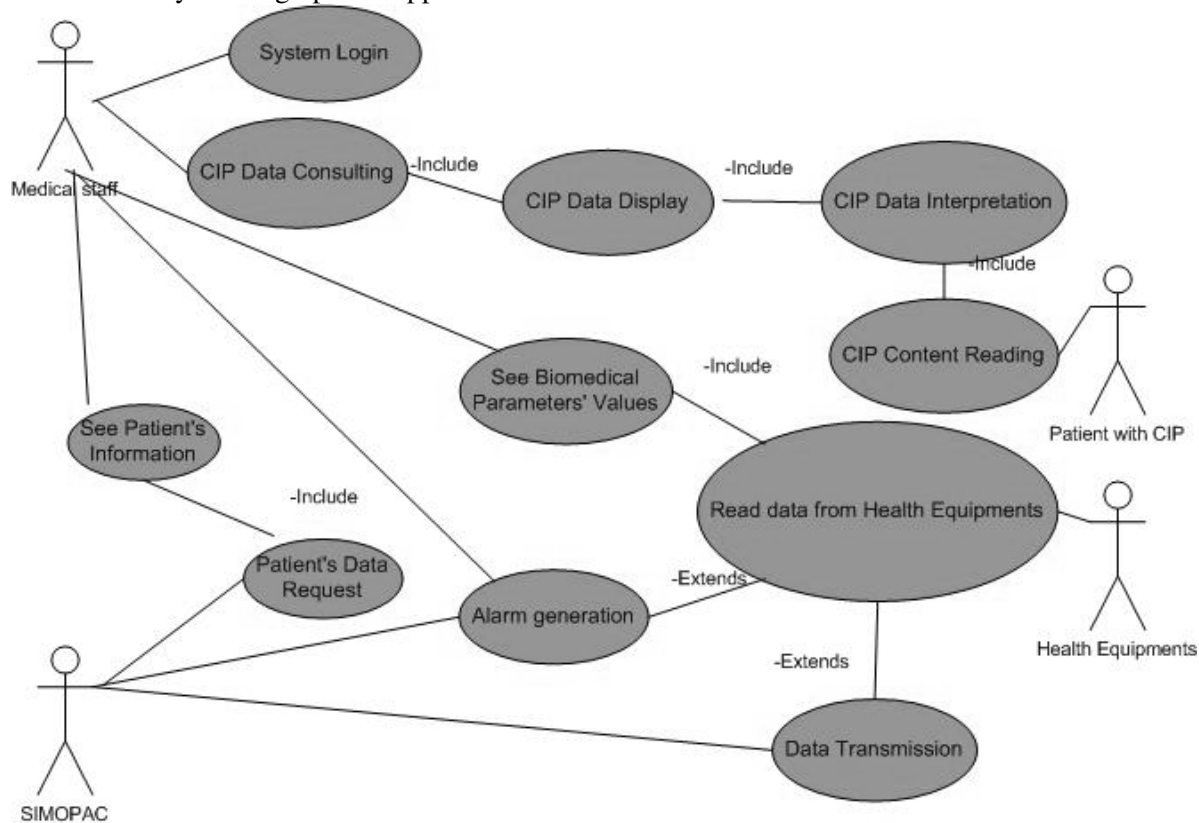 System Login
CIP Data Consulting
-Include
CIP Data Display
-Include
CIP Data Interpretation
-Include
Medical staff
CIP Content Reading
Patient with CIP
See Biomedical
Parameters' Values
-Include
See Patient's
Information
-Include
Read data from Health Equipments
Health Equipments
Patient's Data
Request
Alarm generation
-Extends
-Extends
Data Transmission
SIMOPAC